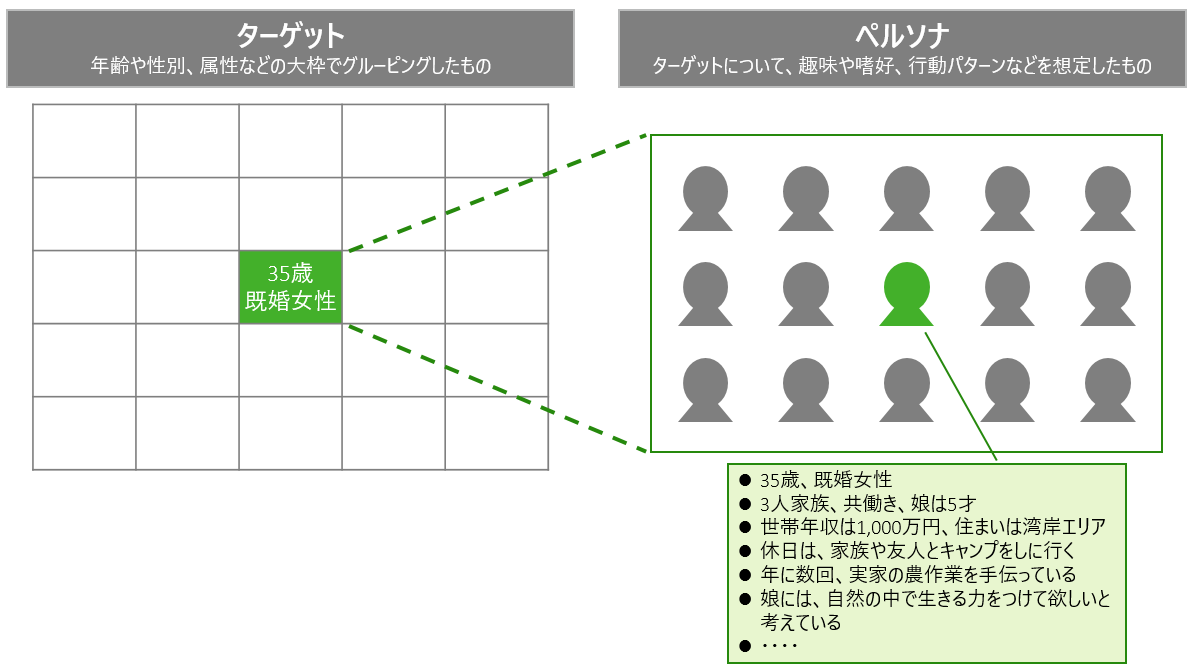 ターゲット
年齢や性別、属性などの大枠でグルーピングしたもの
ペルソナ
ターゲットについて、趣味や嗜好、行動パターンなどを想定したもの
35歳
既婚女性
● 35歳、既婚女性
● 3人家族、共働き、娘は5才
● 世帯年収は1,000万円、住まいは湾岸エリア
● 休日は、家族や友人とキャンプをしに行く
● 年に数回、実家の農作業を手伝っている
● 娘には、自然の中で生きる力をつけて欲しいと
考えている
● ････